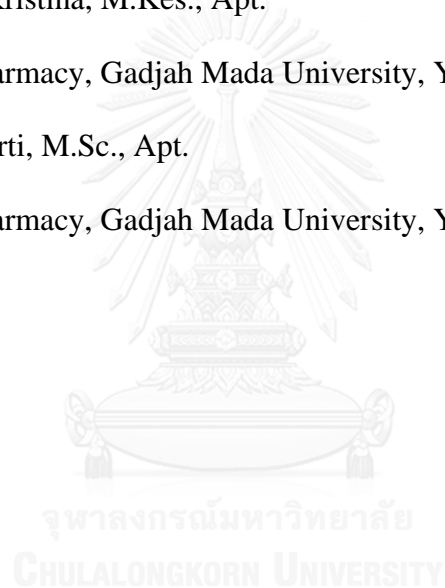 ristina, M.Kes., Apt.
armacy, Gadjah Mada University, Y
rti, M.Sc., Apt.
armacy, Gadjah Mada University, Y
จุฬาลงกรณ์มหาวิทยาลัย
CHULALONGKORN UNIVERSITY